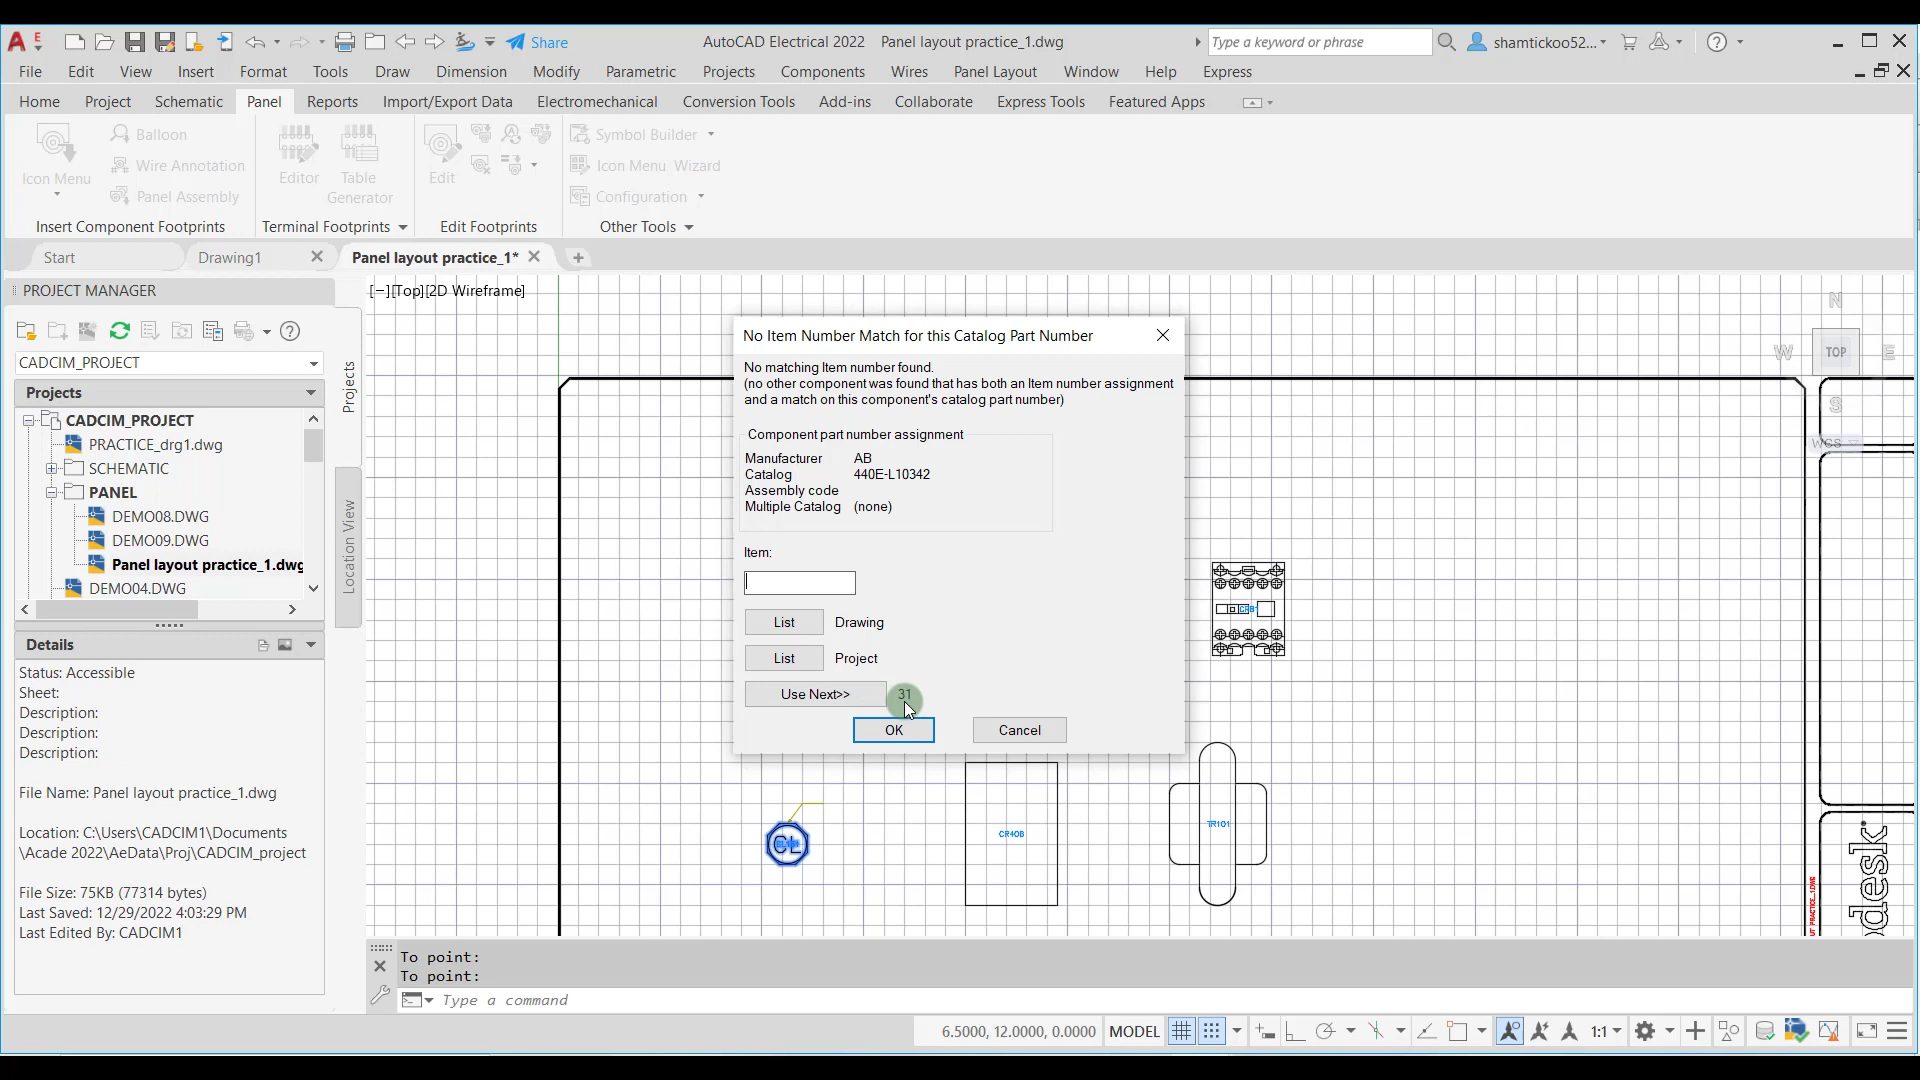 Share
AutoCAD Electrical 2022 Panel layout practice_1.dwg
Type a keyword or phrase
shamtickoo52...
File Edit View Insert Format Tools Draw Dimension Modify Parametric Projects Components Wires Panel Layout Window Help Express
Home Project Schematic Panel Reports Import/Export Data Electromechanical Conversion Tools Add-ins Collaborate Express Tools Featured Apps
Icon Menu
Balloon
Wire Annotation
Panel Assembly
Insert Component Footprints
Editor
Table Generator
Terminal Footprints
Edit
Edit Footprints
Symbol Builder
Icon Menu Wizard
Configuration
Other Tools
Start
Drawing1
Panel layout practice_1*
PROJECT MANAGER
CADCIM_PROJECT
Projects
CADCIM_PROJECT
PRACTICE_drg1.dwg
SCHEMATIC
PANEL
DEMO08.DWG
DEMO09.DWG
Panel layout practice_1.dwg
DEMO04.DWG
Projects
Location View
Details
Status: Accessible
Sheet:
Description:
Description:
Description:
File Name: Panel layout practice_1.dwg
Location: C:\Users\CADCIM1\Documents
\Acade 2022\AeData\Proj\CADCIM_project
File Size: 75KB (77314 bytes)
Last Saved: 12/29/2022 4:03:29 PM
Last Edited By: CADCIM1
[−][Top][2D Wireframe]
No Item Number Match for this Catalog Part Number
No matching Item number found.
(no other component was found that has both an Item number assignment
and a match on this component's catalog part number)
Component part number assignment
Manufacturer AB
Catalog 440E-L10342
Assembly code
Multiple Catalog (none)
Item:
List Drawing
List Project
Use Next>> 31
OK Cancel
N
W TOP E
S
WCS
CL
CR40B
TR101
To point:
To point:
Type a command
6.5000, 12.0000, 0.0000 MODEL
1:1